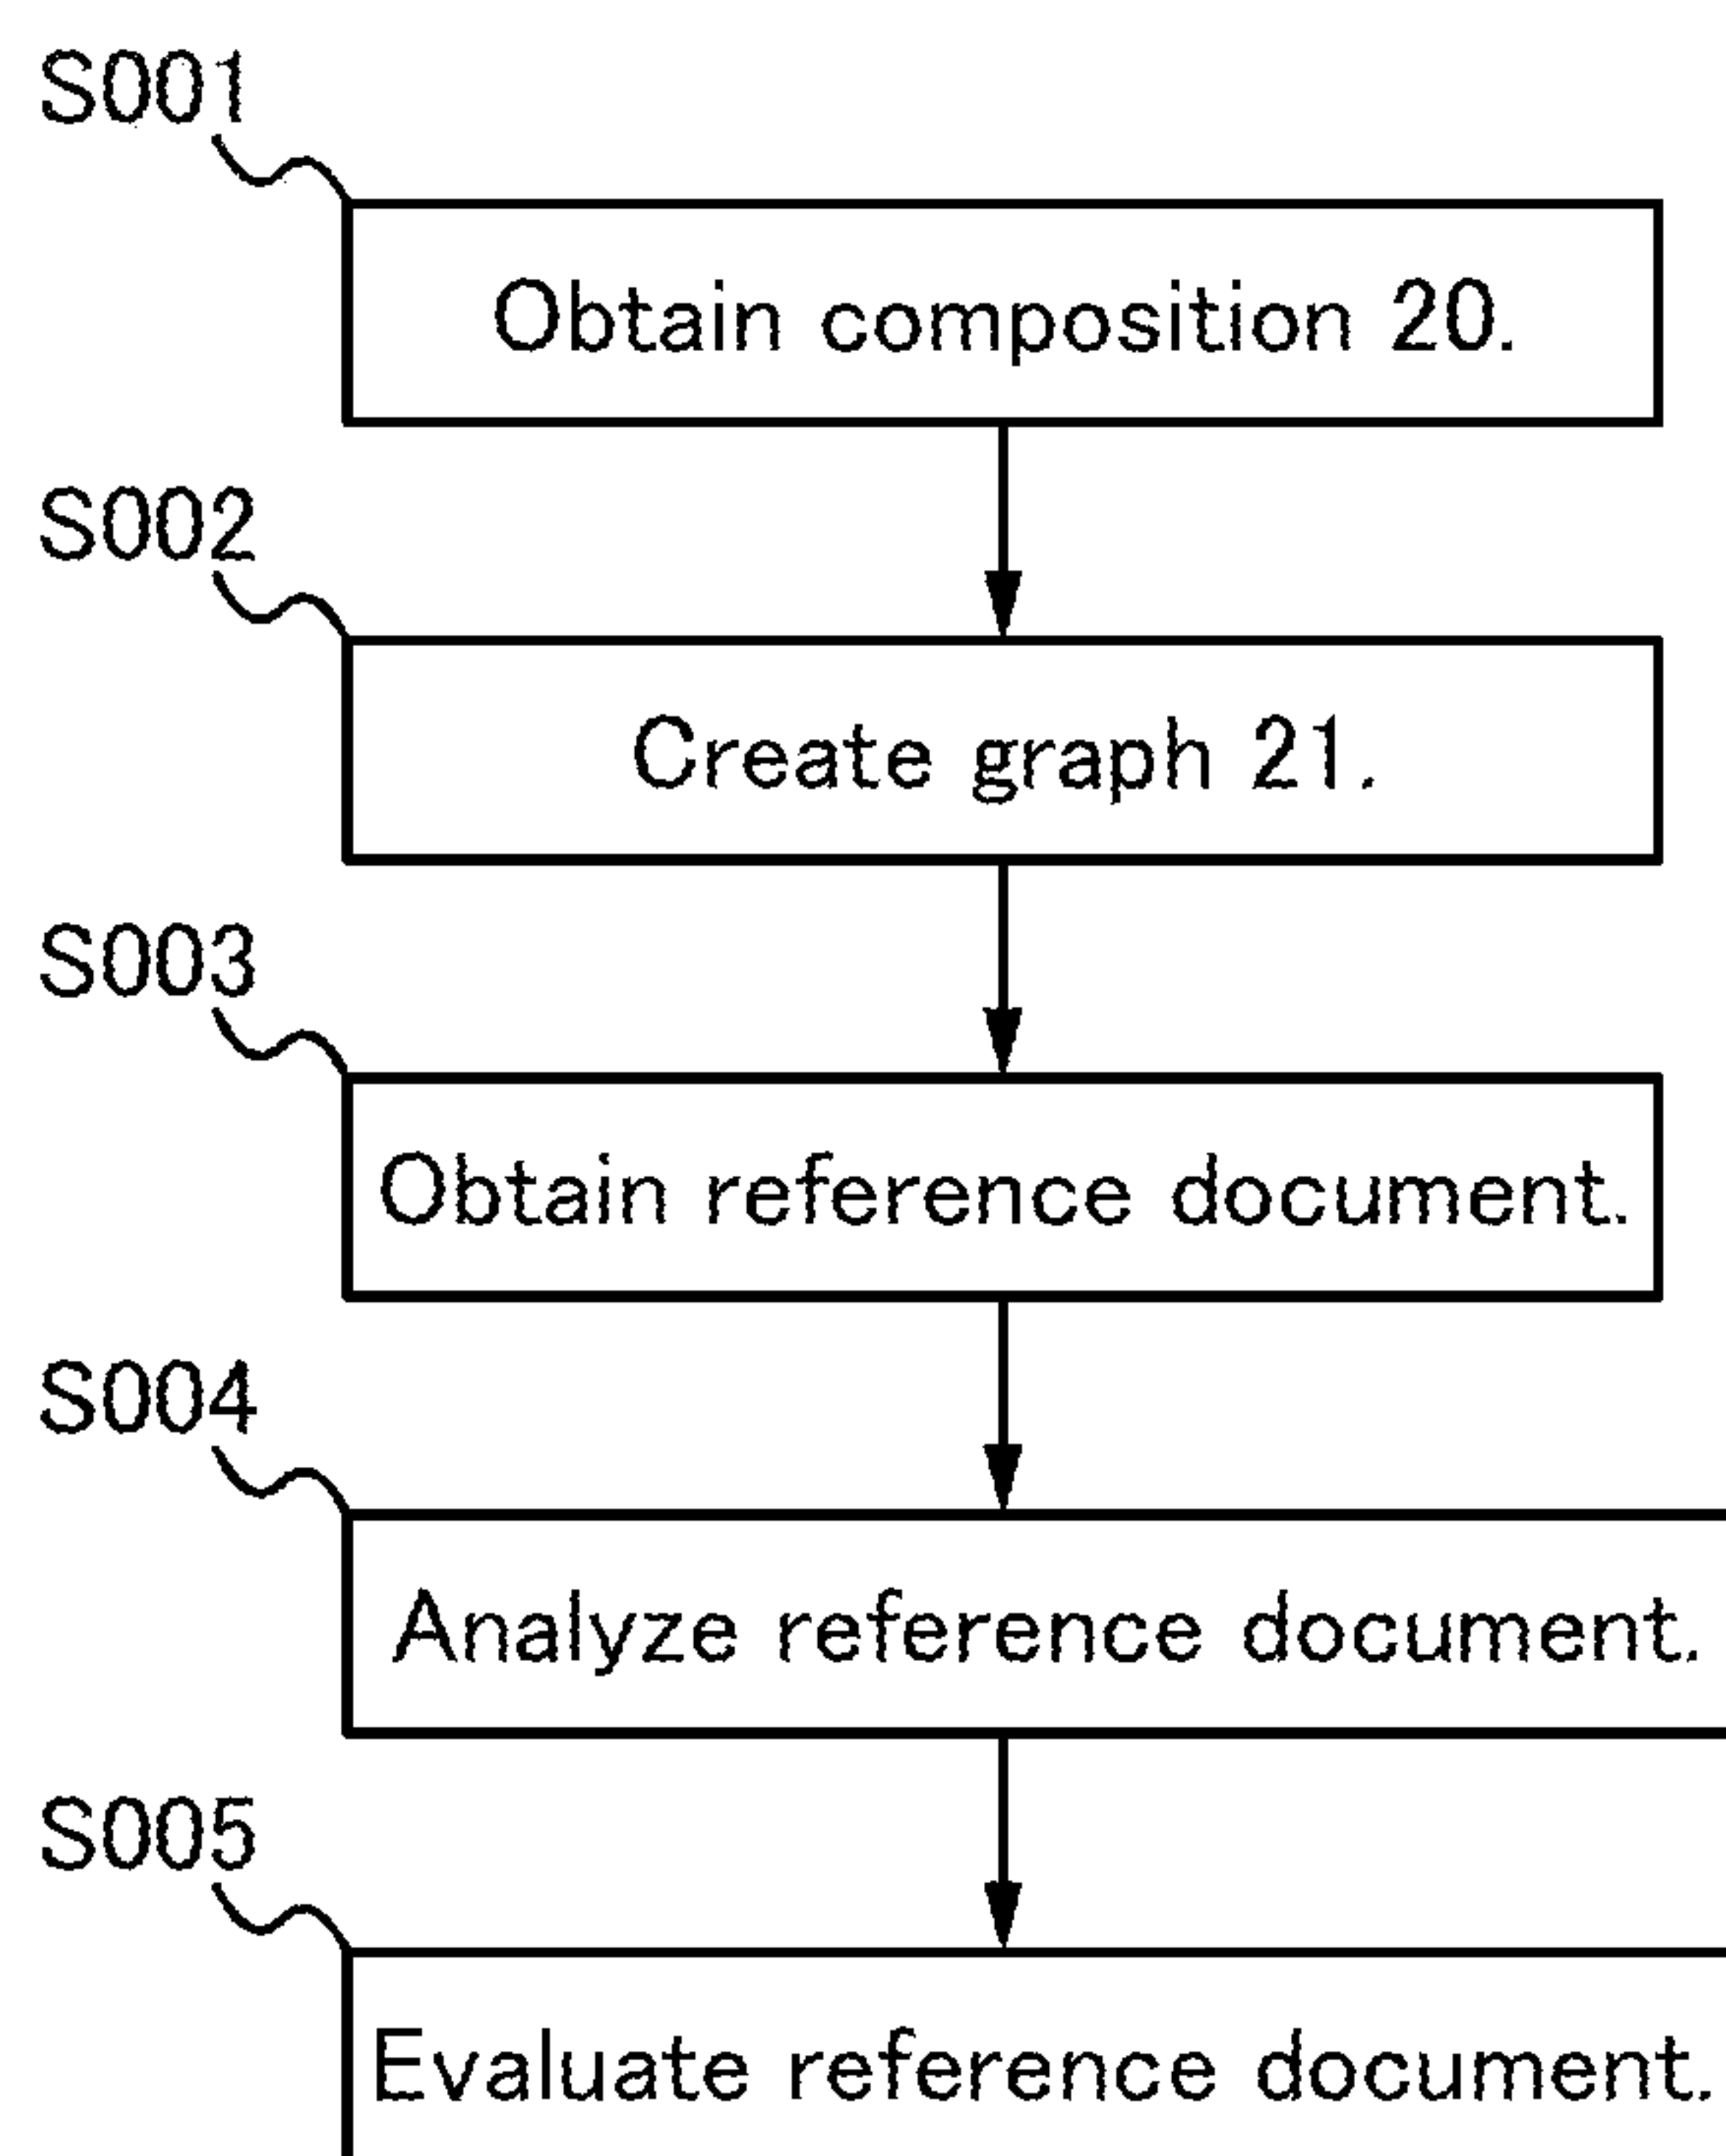 S001
Obtain composition 20.
S002
Create graph 21.
S003
Obtain reference document.
S004
Analyze reference document.
S005
Evaluate reference document.